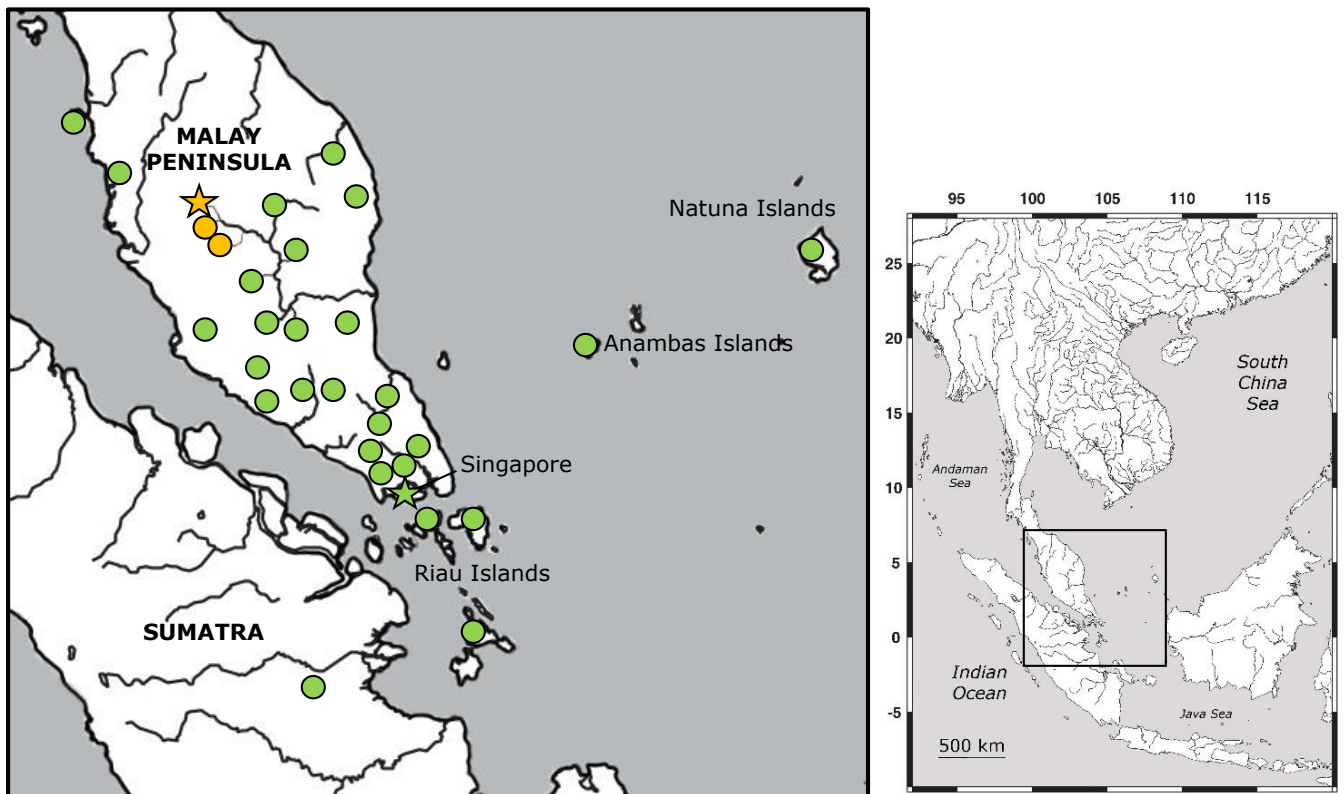 MALAY
PENINSULA
Natuna Islands
Anambas Islands
Singapore
Riau Islands
SUMATRA
95 100 105 110 115
25
20
15
10
5
0
-5
South
China
Sea
Andaman
Sea
Indian
Ocean
Java Sea
500 km